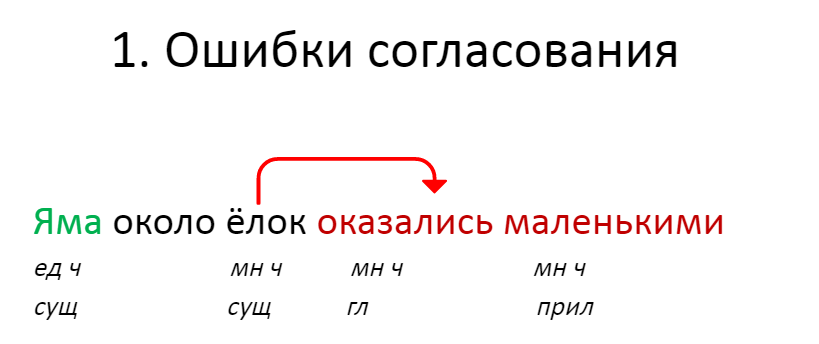 1. Ошибки согласования
Яма около ёлок оказались маленькими
ед ч мн ч мн ч мн ч
сущ сущ гл прил